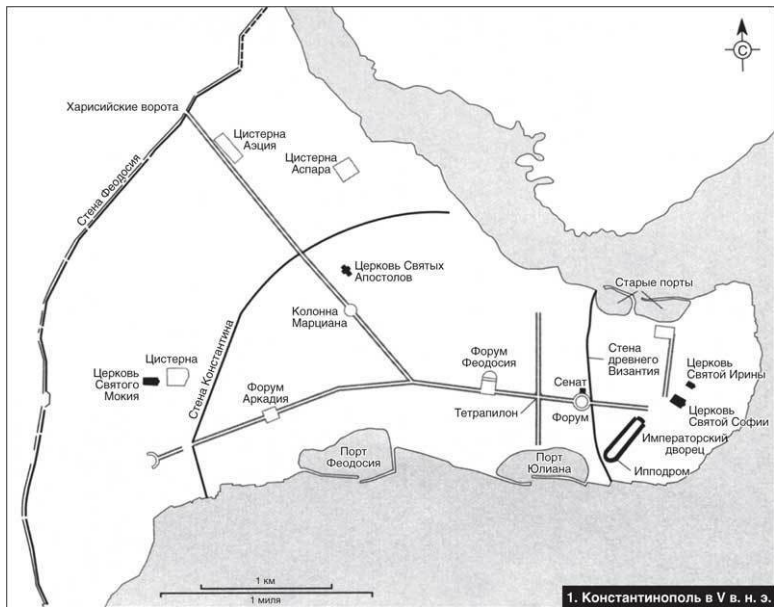 С
Харисийские ворота
Цистерна
Аэция
Цистерна
Аспара
Стена Феодосия
Церковь Святых
Апостолов
Старые порты
Колонна
Марциана
Стена Константина
Цистерна
Церковь
Святого
Мокия
Форум
Аркадия
Форум
Феодосия
Стена
древнего
Византия
Сенат
Церковь
Святой Ирины
Тетрапилон
Форум
Церковь
Святой Софии
Императорский
дворец
Ипподром
Порт
Феодосия
Порт
Юлиана
1 км
1 миля
1. Константинополь в V в. н. э.